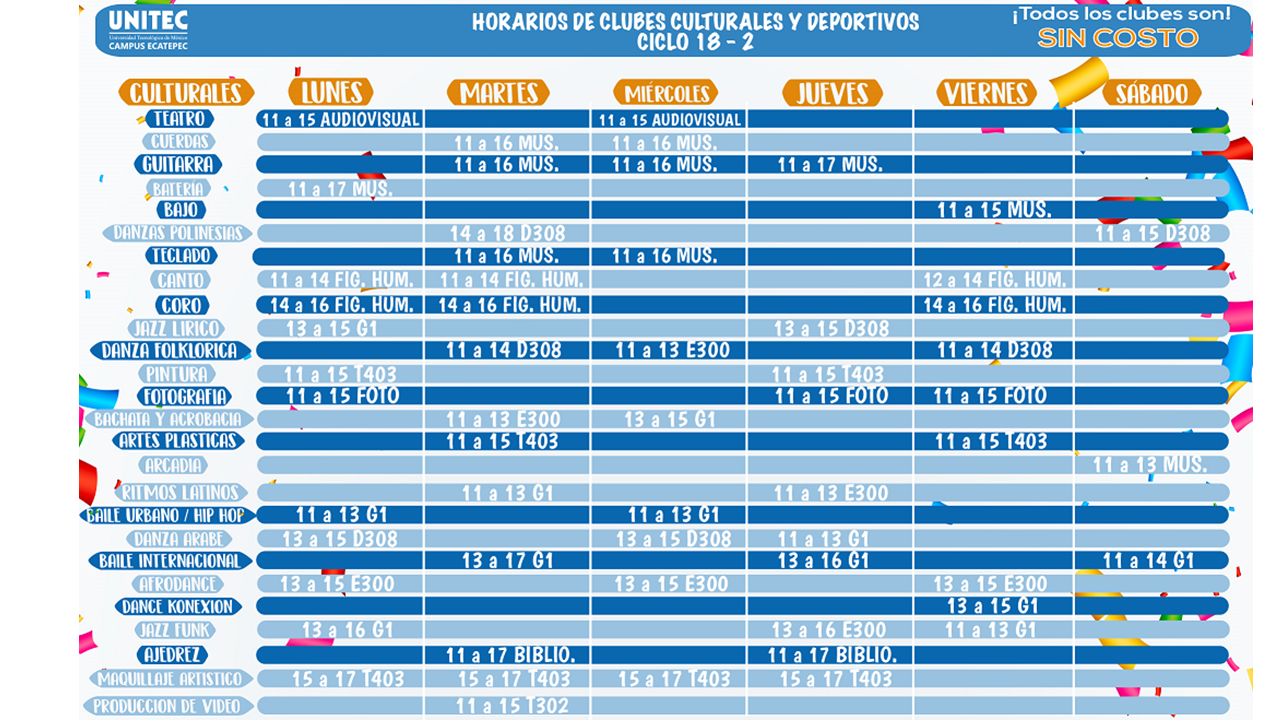 UNITEC
Universidad Tecnológica de México
CAMPUS ECATEPEC
HORARIOS DE CLUBES CULTURALES Y DEPORTIVOS
CICLO 18 - 2
¡Todos los clubes son!
SIN COSTO
CULTURALES LUNES MARTES MIÉRCOLES JUEVES VIERNES SÁBADO
TEATRO 11 a 15 AUDIOVISUAL 11 a 15 AUDIOVISUAL
CUERDAS 11 a 16 MUS. 11 a 16 MUS.
GUITARRA 11 a 16 MUS. 11 a 16 MUS. 11 a 17 MUS.
BATERÍA 11 a 17 MUS.
BAJO 11 a 15 MUS.
DANZAS POLINESIAS 14 a 18 D308 11 a 15 D308
TECLADO 11 a 16 MUS. 11 a 16 MUS.
CANTO 11 a 14 FIG. HUM. 11 a 14 FIG. HUM. 12 a 14 FIG. HUM.
CORO 14 a 16 FIG. HUM. 14 a 16 FIG. HUM. 14 a 16 FIG. HUM.
JAZZ LIRICO 13 a 15 G1 13 a 15 D308
DANZA FOLKLORICA 11 a 14 D308 11 a 13 E300 11 a 14 D308
PINTURA 11 a 15 T403 11 a 15 T403
FOTOGRAFIA 11 a 15 FOTO 11 a 15 FOTO 11 a 15 FOTO
BACHATA Y ACROBACIA 11 a 13 E300 13 a 15 G1
ARTES PLASTICAS 11 a 15 T403 11 a 15 T403
ARCADIA 11 a 13 MUS.
RITMOS LATINOS 11 a 13 G1 11 a 13 E300
BAILE URBANO / HIP HOP 11 a 13 G1 11 a 13 G1
DANZA ARABE 13 a 15 D308 13 a 15 D308 11 a 13 G1
BAILE INTERNACIONAL 13 a 17 G1 13 a 16 G1 11 a 14 G1
AFRODANCE 13 a 15 E300 13 a 15 E300 13 a 15 E300
DANCE KONEXION 13 a 15 G1
JAZZ FUNK 13 a 16 G1 13 a 16 E300 11 a 13 G1
AJEDREZ 11 a 17 BIBLIO. 11 a 17 BIBLIO.
MAQUILLAJE ARTISTICO 15 a 17 T403 15 a 17 T403 15 a 17 T403 15 a 17 T403
PRODUCCION DE VIDEO 11 a 15 T302